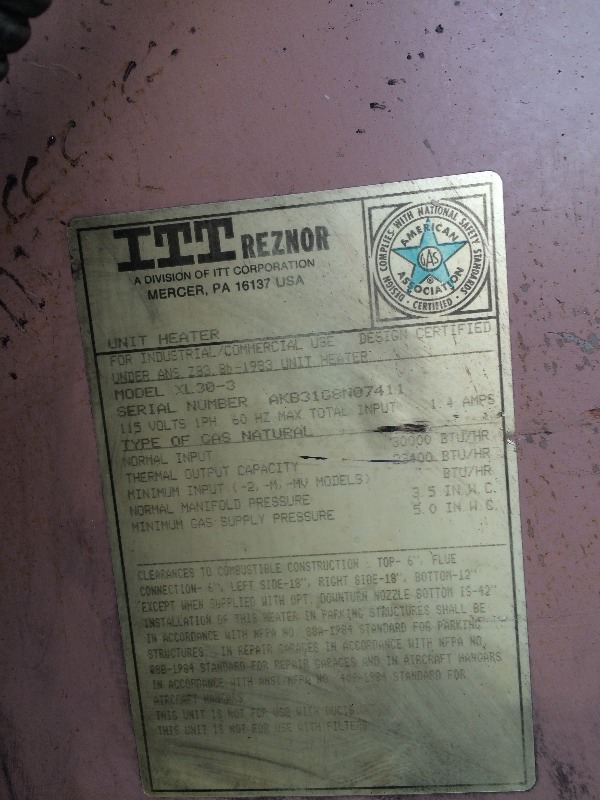 ITT REZNOR
A DIVISION OF ITT CORPORATION
MERCER, PA 16137 USA
DESIGN COMPLIES WITH NATIONAL SAFETY STANDARDS
AMERICAN
GAS
ASSOCIATION
®
CERTIFIED
UNIT HEATER
FOR INDUSTRIAL/COMMERCIAL USE DESIGN CERTIFIED
UNDER ANS Z83.8b-1983 UNIT HEATER
MODEL XL30-3
SERIAL NUMBER AKB31G8N07411
115 VOLTS 1PH 60 HZ MAX TOTAL INPUT 1.4 AMPS
TYPE OF GAS NATURAL
NORMAL INPUT 30000 BTU/HR
THERMAL OUTPUT CAPACITY 23400 BTU/HR
MINIMUM INPUT (-2,-M,-MV MODELS) BTU/HR
NORMAL MANIFOLD PRESSURE 3.5 IN W.C.
MINIMUM GAS SUPPLY PRESSURE 5.0 IN W.C.
CLEARANCES TO COMBUSTIBLE CONSTRUCTION : TOP- 6", FLUE
CONNECTION- 6", LEFT SIDE-18", RIGHT SIDE-18", BOTTOM-12"
EXCEPT WHEN SUPPLIED WITH OPT. DOWNTURN NOZZLE BOTTOM IS-42"
INSTALLATION OF THIS HEATER IN PARKING STRUCTURES SHALL BE
IN ACCORDANCE WITH NFPA NO. 88A-1984 STANDARD FOR PARKING
STRUCTURES. IN REPAIR GARAGES IN ACCORDANCE WITH NFPA NO.
88B-1984 STANDARD FOR REPAIR GARAGES AND IN AIRCRAFT HANGARS
IN ACCORDANCE WITH ANSI/NFPA NO. 409-1984 STANDARD FOR
AIRCRAFT HANGARS
THIS UNIT IS NOT FOR USE WITH DUCTS
THIS UNIT IS NOT FOR USE WITH FILTERS